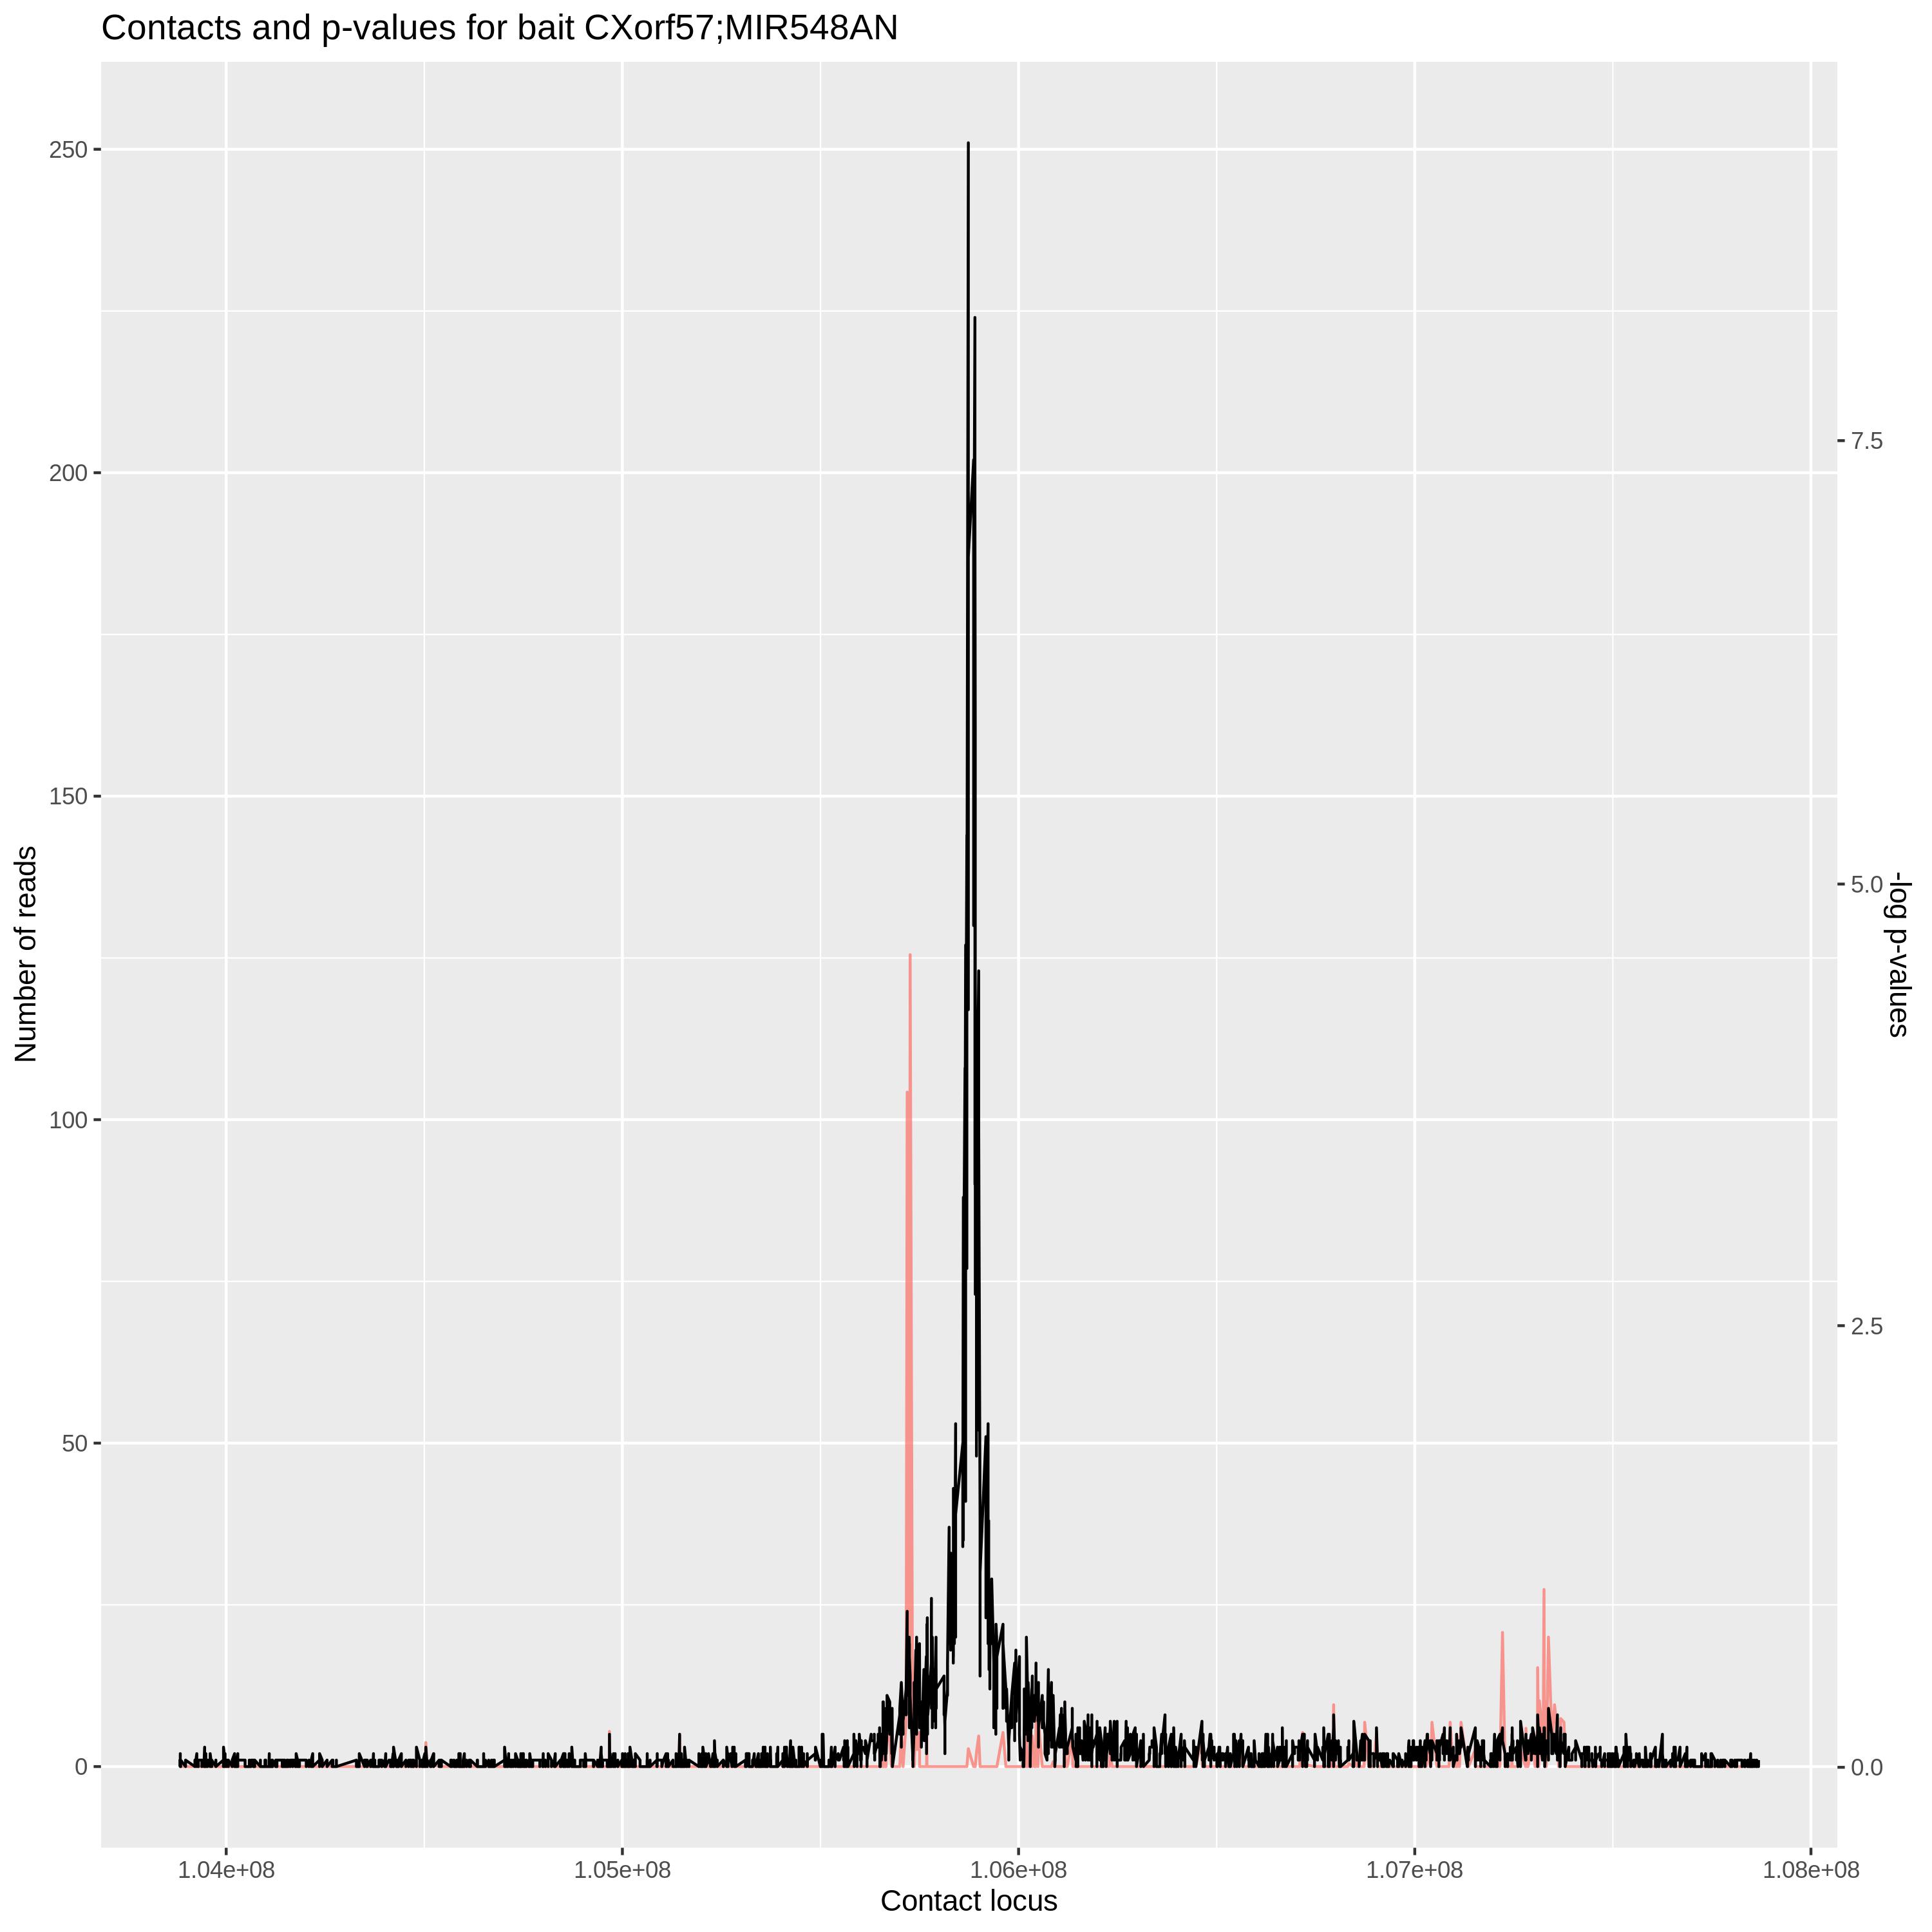 Contacts and p-values for bait CXorf57;MIR548AN
250
200
150
100
50
0
Number of reads
7.5
5.0
2.5
0.0
-log p-values
1.04e+08
1.05e+08
1.06e+08
1.07e+08
1.08e+08
Contact locus